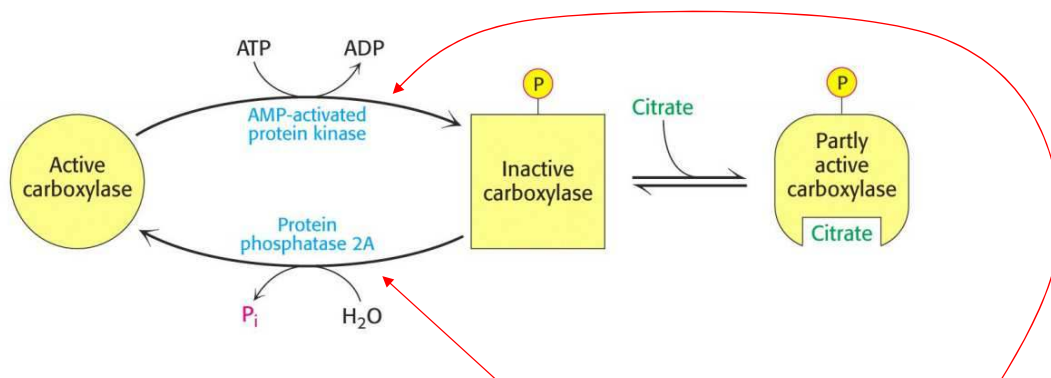 ATP
ADP
AMP-activated
protein kinase
Active
carboxylase
Protein
phosphatase 2A
Pi
H2O
P
Inactive
carboxylase
Citrate
P
Partly
active
carboxylase
Citrate